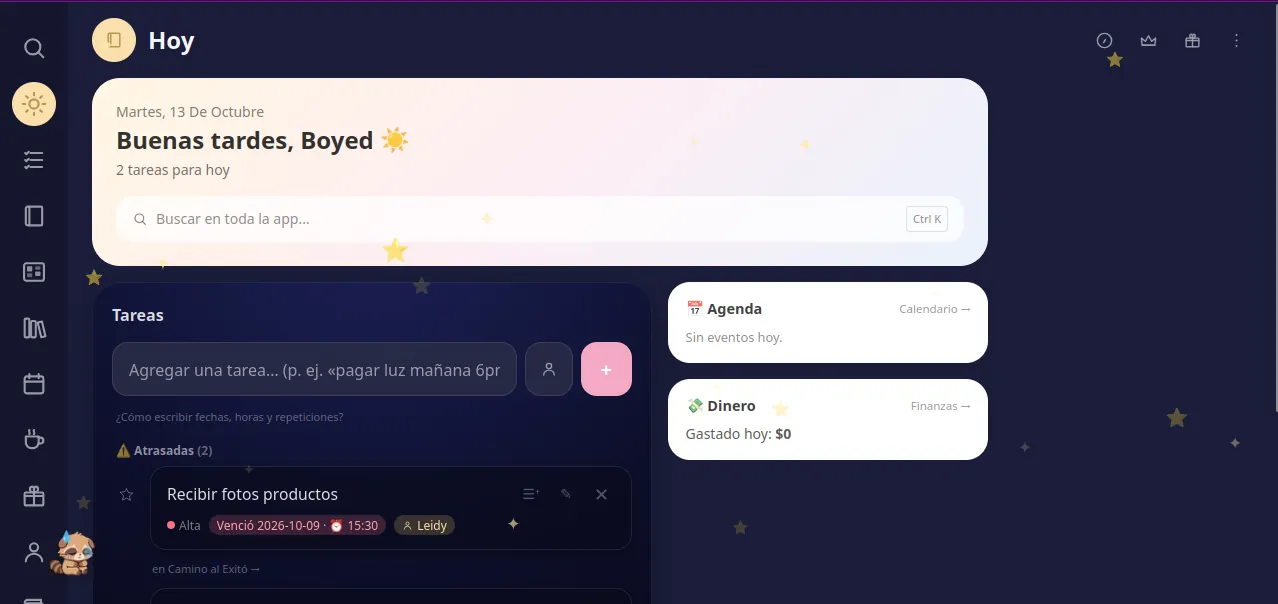 Hoy
Martes, 13 De Octubre
Buenas tardes, Boyed
2 tareas para hoy
Buscar en toda la app...
Ctrl K
Tareas
Agregar una tarea... (p. ej. «pagar luz mañana 6pr
+
¿Cómo escribir fechas, horas y repeticiones?
Atrasadas (2)
Recibir fotos productos
Alta
Venció 2026-10-09 · ⏰ 15:30
Leidy
en Camino al Exitó →
Agenda
Calendario →
Sin eventos hoy.
Dinero
Finanzas →
Gastado hoy: $0